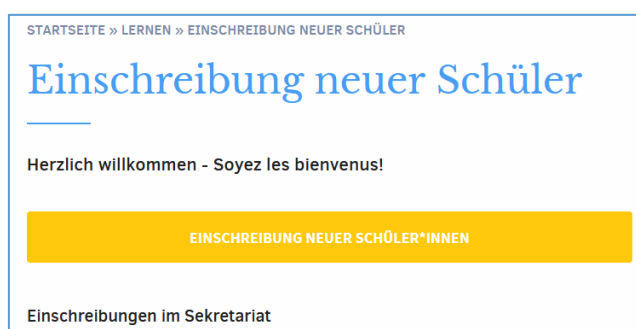 STARTSEITE » LERNEN » EINSCHREIBUNG NEUER SCHÜLER
Einschreibung neuer Schüler
Herzlich willkommen - Soyez les bienvenus!
EINSCHREIBUNG NEUER SCHÜLER*INNEN
Einschreibungen im Sekretariat